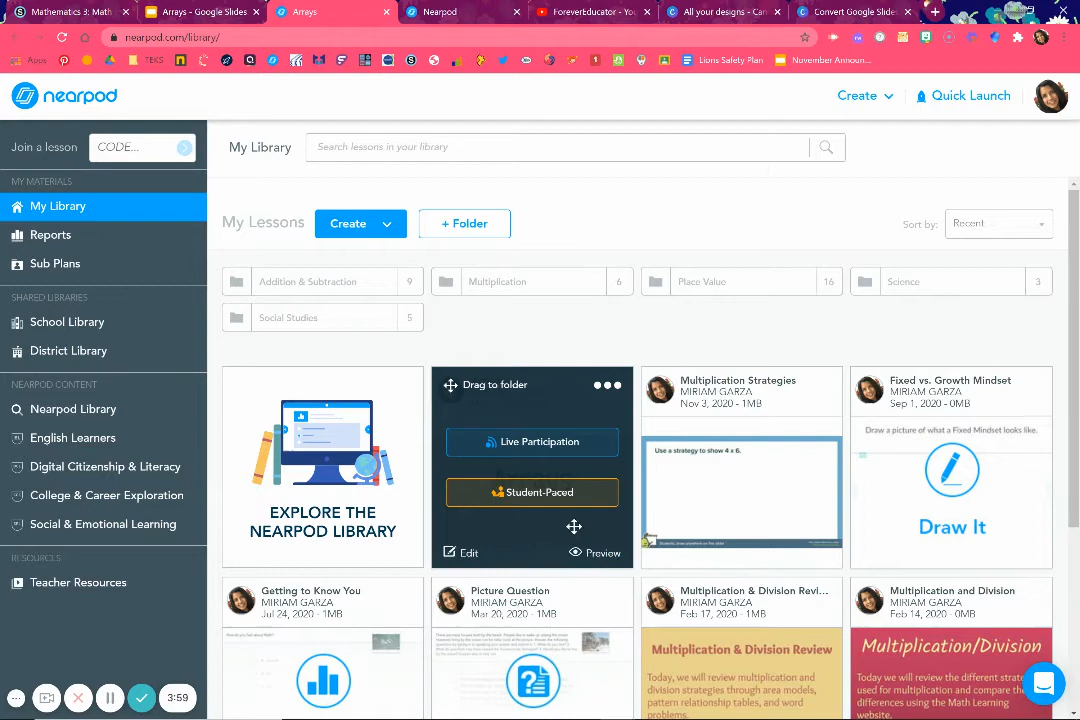 Mathematics 3: Math
Arrays - Google Slides
Arrays
Nearpod
ForeverEducator - You
All your designs - Can
Convert Google Slides
nearpod.com/library/
Apps
TEKS
Lions Safety Plan
November Announ...
nearpod
Create
Quick Launch
Join a lesson
CODE...
My Library
Search lessons in your library
MY MATERIALS
My Library
Reports
Sub Plans
SHARED LIBRARIES
School Library
District Library
NEARPOD CONTENT
Nearpod Library
English Learners
Digital Citizenship & Literacy
College & Career Exploration
Social & Emotional Learning
RESOURCES
Teacher Resources
My Lessons
Create
+ Folder
Sort by:
Recent
Addition & Subtraction 9
Multiplication 6
Place Value 16
Science 3
Social Studies 5
EXPLORE THE
NEARPOD LIBRARY
Drag to folder
Live Participation
Student-Paced
Edit
Preview
Multiplication Strategies
MIRIAM GARZA
Nov 3, 2020 - 1MB
Use a strategy to show 4 x 6.
Fixed vs. Growth Mindset
MIRIAM GARZA
Sep 1, 2020 - 0MB
Draw a picture of what a Fixed Mindset looks like.
Draw It
Getting to Know You
MIRIAM GARZA
Jul 24, 2020 - 1MB
Picture Question
MIRIAM GARZA
Mar 20, 2020 - 1MB
Multiplication & Division Revi...
MIRIAM GARZA
Feb 17, 2020 - 1MB
Multiplication & Division Review
Today, we will review multiplication and
division strategies through area models,
pattern relationship tables, and word
problems.
Multiplication and Division
MIRIAM GARZA
Feb 14, 2020 - 0MB
Multiplication/Division
Today we will review the different strate
used for multiplication and compare th
differences using the Math Learning
website.
3:59